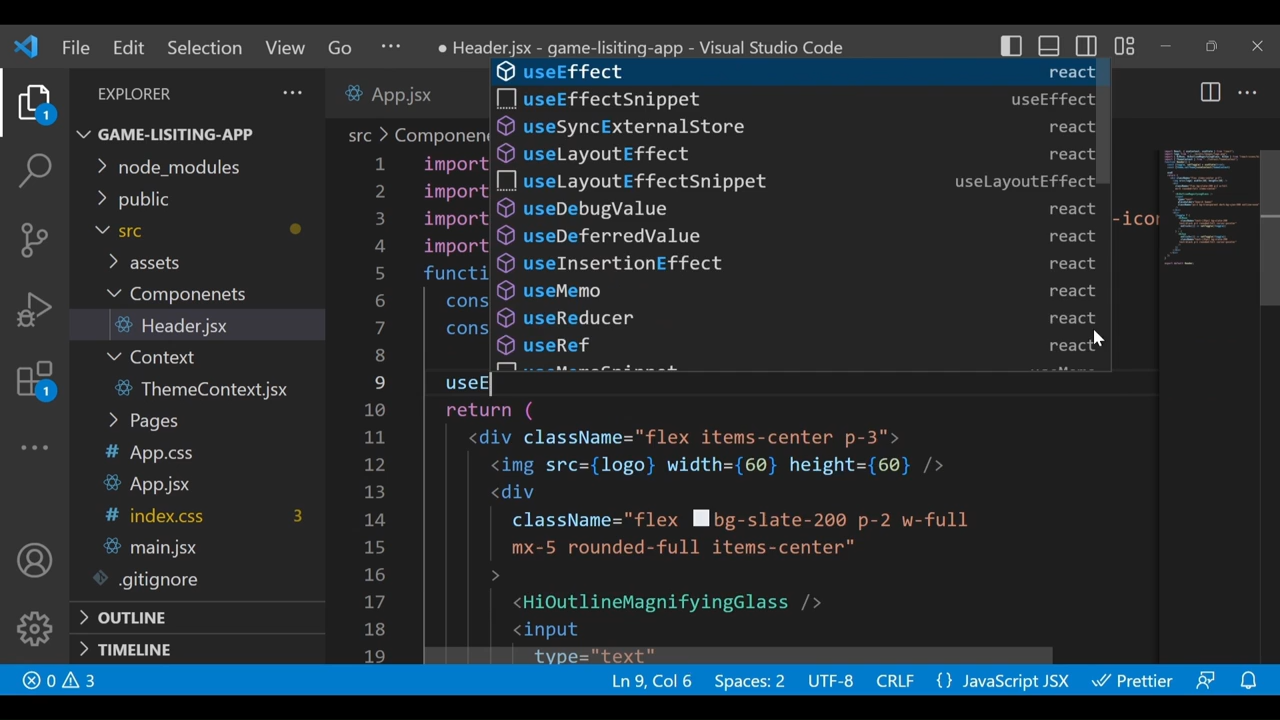 File Edit Selection View Go ··· ● Header.jsx - game-lisiting-app - Visual Studio Code
EXPLORER ···
GAME-LISITING-APP
node_modules
public
src
assets
Componenets
Header.jsx
Context
ThemeContext.jsx
Pages
App.css
App.jsx
index.css 3
main.jsx
.gitignore
OUTLINE
TIMELINE
1
1
App.jsx
src > Componene
useEffect react
useEffectSnippet useEffect
useSyncExternalStore react
useLayoutEffect react
useLayoutEffectSnippet useLayoutEffect
useDebugValue react
useDeferredValue react
useInsertionEffect react
useMemo react
useReducer react
useRef react
1 import
2 import
3 import -icon
4 import
5 functi
6 cons
7 cons
8
9 useE
10 return (
11 <div className="flex items-center p-3">
12 <img src={logo} width={60} height={60} />
13 <div
14 className="flex bg-slate-200 p-2 w-full
15 mx-5 rounded-full items-center"
16 >
17 <HiOutlineMagnifyingGlass />
18 <input
19 type="text"
0 3 Ln 9, Col 6 Spaces: 2 UTF-8 CRLF {} JavaScript JSX Prettier